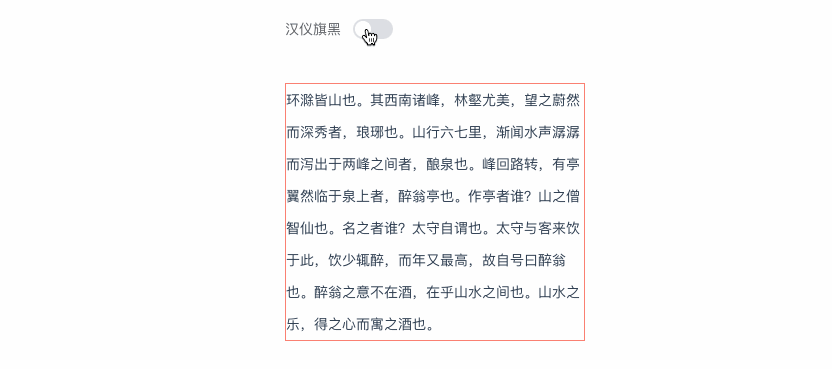 汉仪旗黑
环滁皆山也。其西南诸峰，林壑尤美，望之蔚然
而深秀者，琅琊也。山行六七里，渐闻水声潺潺
而泻出于两峰之间者，酿泉也。峰回路转，有亭
翼然临于泉上者，醉翁亭也。作亭者谁？山之僧
智仙也。名之者谁？太守自谓也。太守与客来饮
于此，饮少辄醉，而年又最高，故自号曰醉翁
也。醉翁之意不在酒，在乎山水之间也。山水之
乐，得之心而寓之酒也。